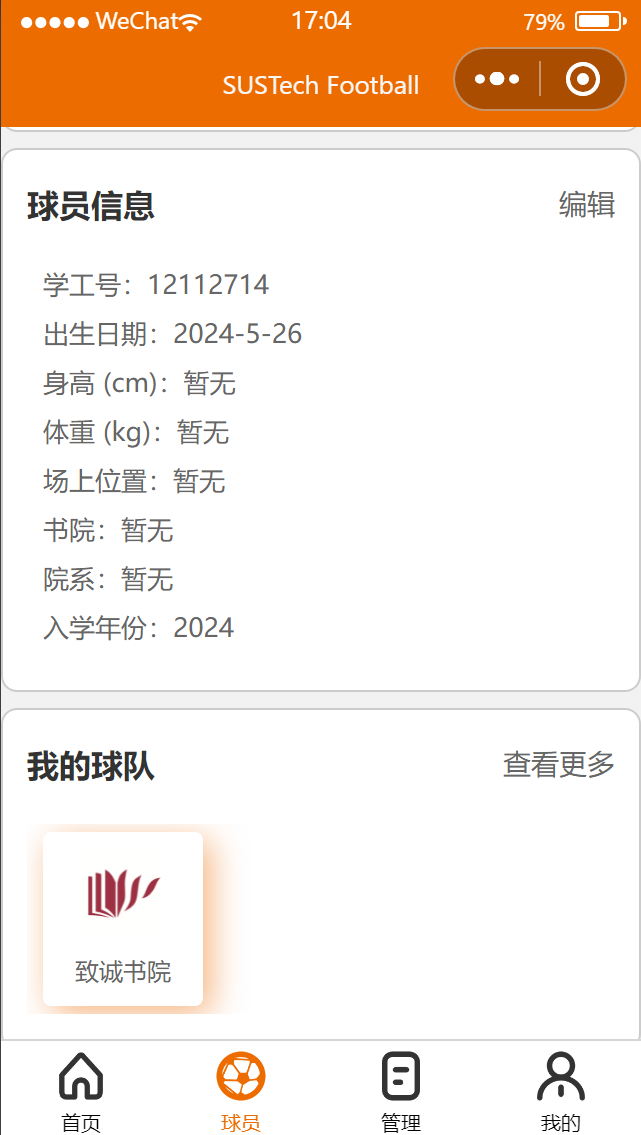 WeChat 17:04 79%
SUSTech Football
球员信息 编辑
学工号：12112714
出生日期：2024-5-26
身高 (cm)：暂无
体重 (kg)：暂无
场上位置：暂无
书院：暂无
院系：暂无
入学年份：2024
我的球队 查看更多
致诚书院
首页 球员 管理 我的